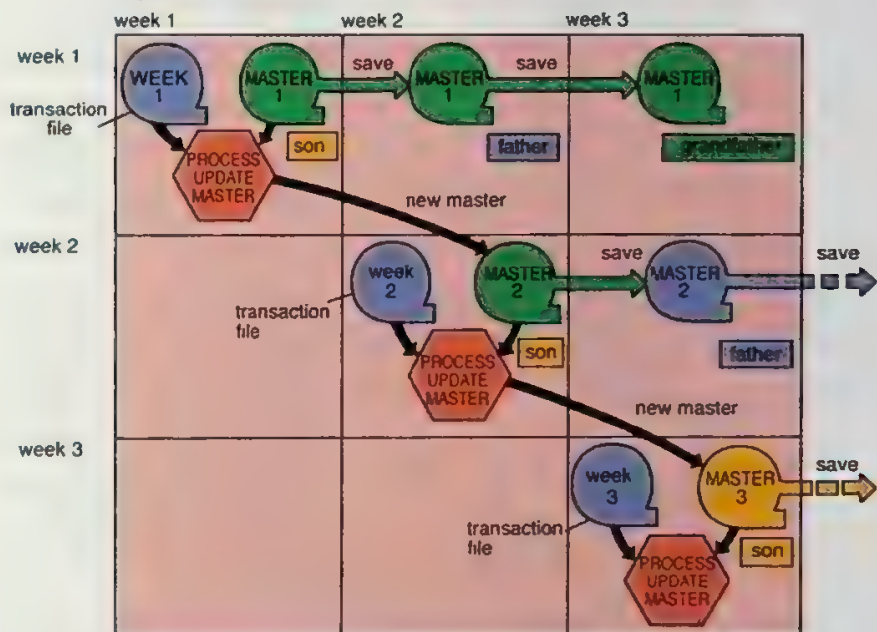 week 1
week 2
week 3
week 1
WEEK
1
MASTER
1
save
MASTER
1
save
MASTER
1
transaction
file
son
father
grandfather
PROCESS
UPDATE
MASTER
new master
week 2
week
2
MASTER
2
save
MASTER
2
save
transaction
file
son
father
PROCESS
UPDATE
MASTER
new master
week 3
week
3
MASTER
3
save
transaction
file
son
PROCESS
UPDATE
MASTER